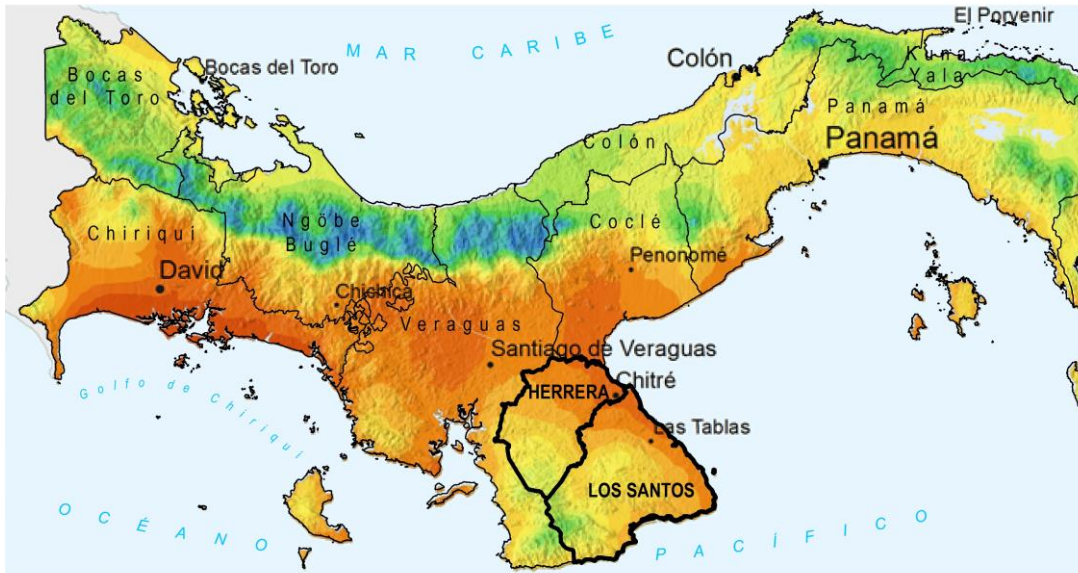 El Porvenir
MAR CARIBE
Colón
Kuna
Yala
Bocas
del Toro
Bocas del Toro
Panamá
Colón
Panamá
Ngöbe
Buglé
Coclé
Chiriquí
Penonomé
David
Chichica
Veraguas
Santiago de Veraguas
Golfo de Chiriquí
HERRERA
Chitré
Las Tablas
LOS SANTOS
OCÉANO PACÍFICO